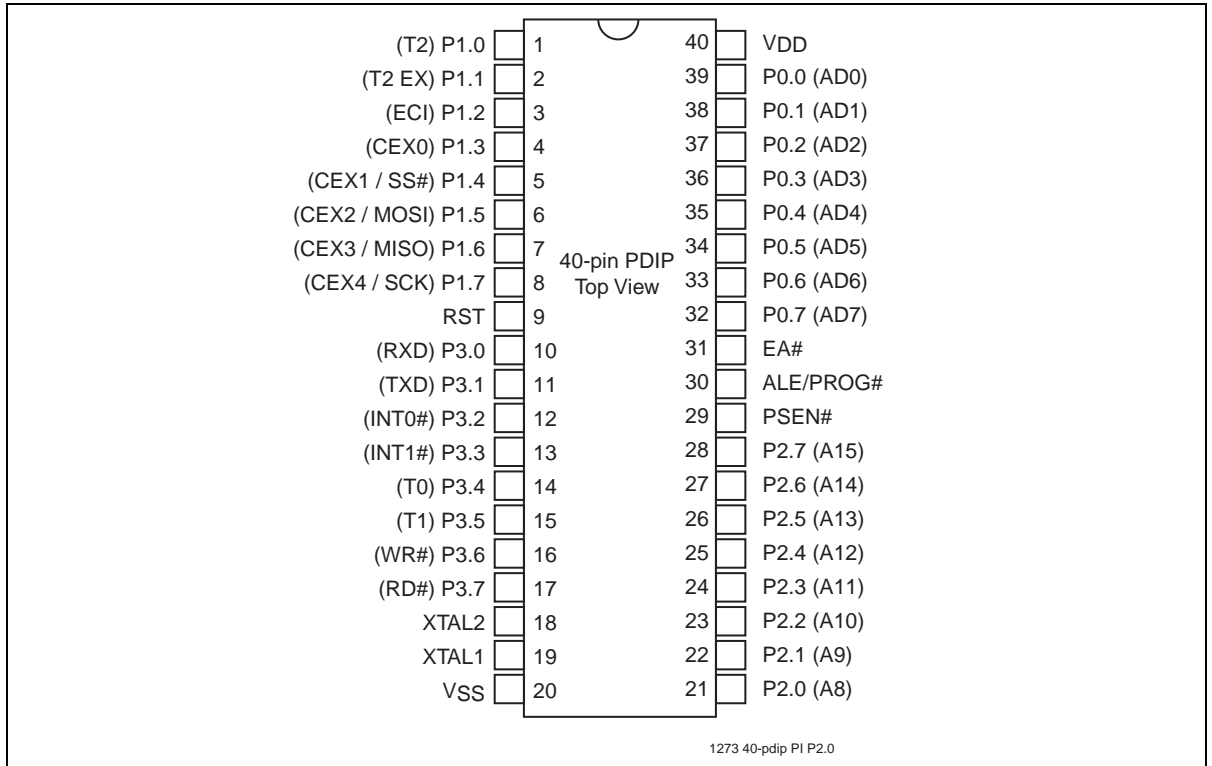 (T2) P1.0 1 40 VDD
(T2 EX) P1.1 2 39 P0.0 (AD0)
(ECI) P1.2 3 38 P0.1 (AD1)
(CEX0) P1.3 4 37 P0.2 (AD2)
(CEX1 / SS#) P1.4 5 36 P0.3 (AD3)
(CEX2 / MOSI) P1.5 6 35 P0.4 (AD4)
(CEX3 / MISO) P1.6 7 34 P0.5 (AD5)
40-pin PDIP
Top View
(CEX4 / SCK) P1.7 8 33 P0.6 (AD6)
RST 9 32 P0.7 (AD7)
(RXD) P3.0 10 31 EA#
(TXD) P3.1 11 30 ALE/PROG#
(INT0#) P3.2 12 29 PSEN#
(INT1#) P3.3 13 28 P2.7 (A15)
(T0) P3.4 14 27 P2.6 (A14)
(T1) P3.5 15 26 P2.5 (A13)
(WR#) P3.6 16 25 P2.4 (A12)
(RD#) P3.7 17 24 P2.3 (A11)
XTAL2 18 23 P2.2 (A10)
XTAL1 19 22 P2.1 (A9)
VSS 20 21 P2.0 (A8)
1273 40-pdip PI P2.0